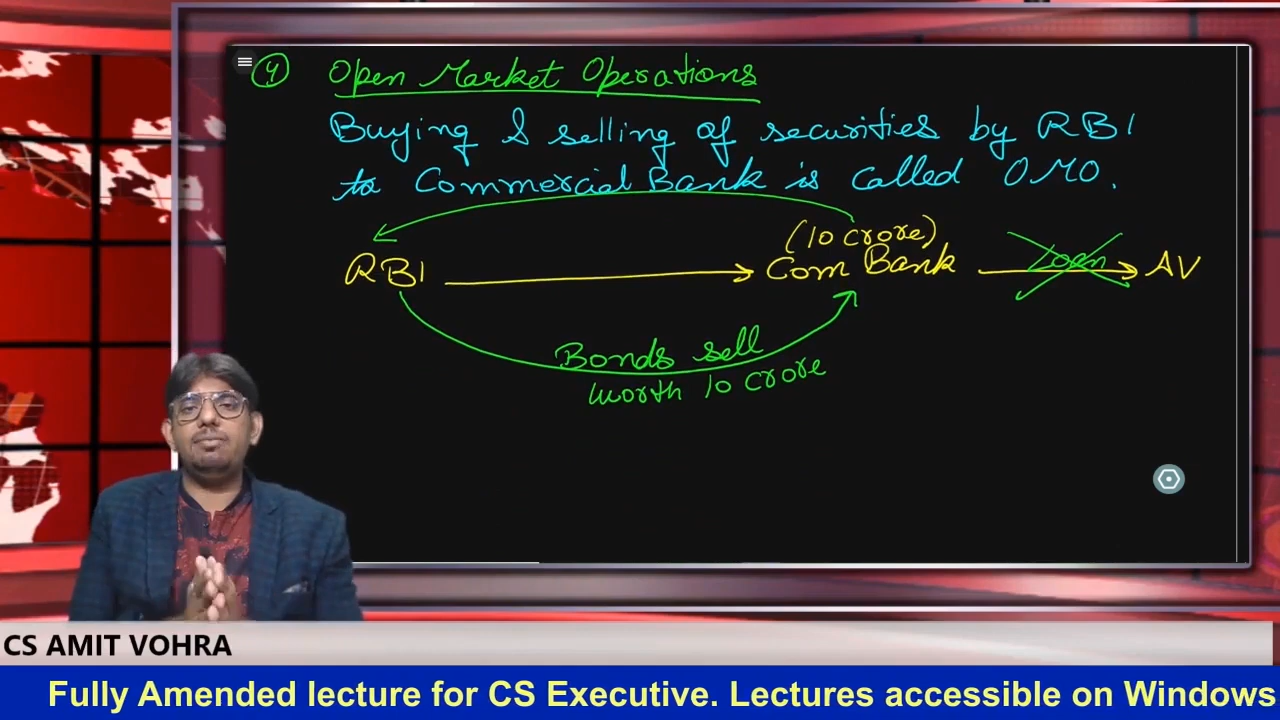 4 Open Market Operations
Buying & selling of securities by RBI
to Commercial Bank is called OMO.
(10 crore)
RBI Com Bank Loan AV
Bonds sell
worth 10 crore
CS AMIT VOHRA
Fully Amended lecture for CS Executive. Lectures accessible on Windows